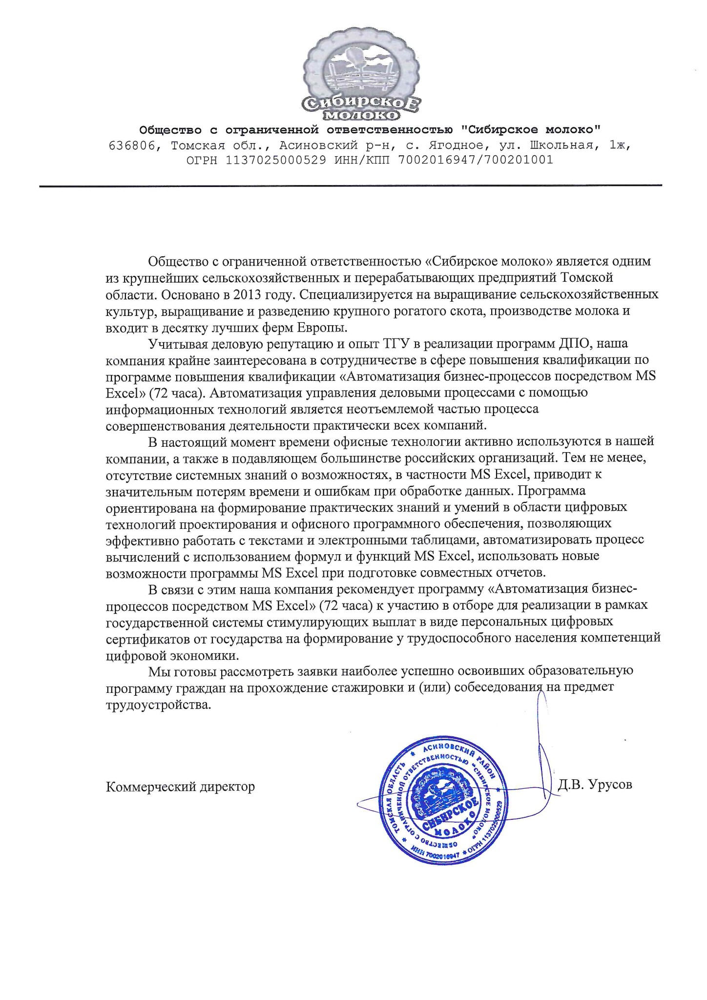 СибирскоЕ
молоко
Общество с ограниченной ответственностью "Сибирское молоко"
636806, Томская обл., Асиновский р-н, с. Ягодное, ул. Школьная, 1ж,
ОГРН 1137025000529 ИНН/КПП 7002016947/700201001
Общество с ограниченной ответственностью «Сибирское молоко» является одним
из крупнейших сельскохозяйственных и перерабатывающих предприятий Томской
области. Основано в 2013 году. Специализируется на выращивание сельскохозяйственных
культур, выращивание и разведению крупного рогатого скота, производстве молока и
входит в десятку лучших ферм Европы.
Учитывая деловую репутацию и опыт ТГУ в реализации программ ДПО, наша
компания крайне заинтересована в сотрудничестве в сфере повышения квалификации по
программе повышения квалификации «Автоматизация бизнес-процессов посредством MS
Excel» (72 часа). Автоматизация управления деловыми процессами с помощью
информационных технологий является неотъемлемой частью процесса
совершенствования деятельности практически всех компаний.
В настоящий момент времени офисные технологии активно используются в нашей
компании, а также в подавляющем большинстве российских организаций. Тем не менее,
отсутствие системных знаний о возможностях, в частности MS Excel, приводит к
значительным потерям времени и ошибкам при обработке данных. Программа
ориентирована на формирование практических знаний и умений в области цифровых
технологий проектирования и офисного программного обеспечения, позволяющих
эффективно работать с текстами и электронными таблицами, автоматизировать процесс
вычислений с использованием формул и функций MS Excel, использовать новые
возможности программы MS Excel при подготовке совместных отчетов.
В связи с этим наша компания рекомендует программу «Автоматизация бизнес-
процессов посредством MS Excel» (72 часа) к участию в отборе для реализации в рамках
государственной системы стимулирующих выплат в виде персональных цифровых
сертификатов от государства на формирование у трудоспособного населения компетенций
цифровой экономики.
Мы готовы рассмотреть заявки наиболее успешно освоивших образовательную
программу граждан на прохождение стажировки и (или) собеседования на предмет
трудоустройства.
Коммерческий директор
Д.В. Урусов
* ТОМСКАЯ ОБЛАСТЬ * АСИНОВСКИЙ РАЙОН *
ИНН 7002016947 * ОГРН 1137025000529
ОБЩЕСТВО С ОГРАНИЧЕННОЙ ОТВЕТСТВЕННОСТЬЮ "СИБИРСКОЕ МОЛОКО"
СИБИРСКОЕ
МОЛОКО